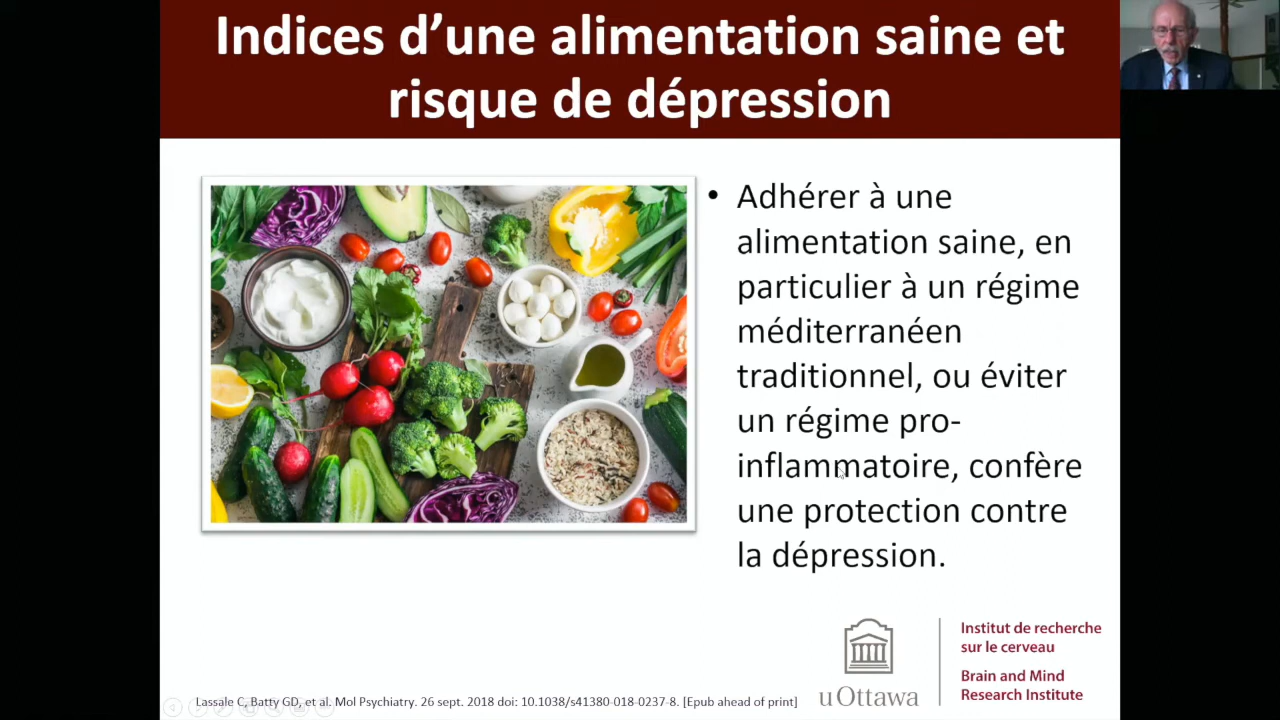 Indices d’une alimentation saine et
risque de dépression
• Adhérer à une
alimentation saine, en
particulier à un régime
méditerranéen
traditionnel, ou éviter
un régime pro-
inflammatoire, confère
une protection contre
la dépression.
uOttawa
Institut de recherche
sur le cerveau
Brain and Mind
Research Institute
Lassale C, Batty GD, et al. Mol Psychiatry. 26 sept. 2018 doi: 10.1038/s41380-018-0237-8. [Epub ahead of print]